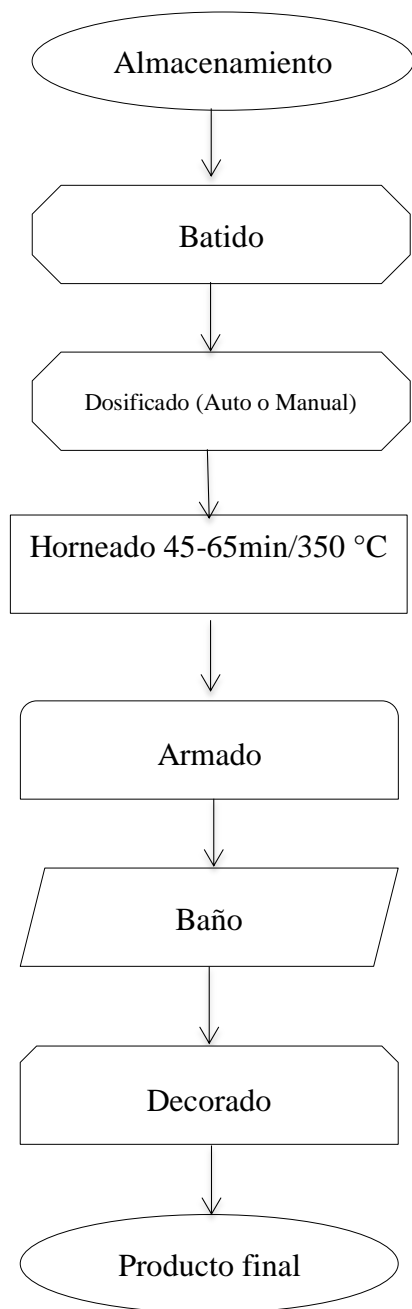 Almacenamiento
Batido
Dosificado (Auto o Manual)
Horneado 45-65min/350 °C
Armado
Baño
Decorado
Producto final